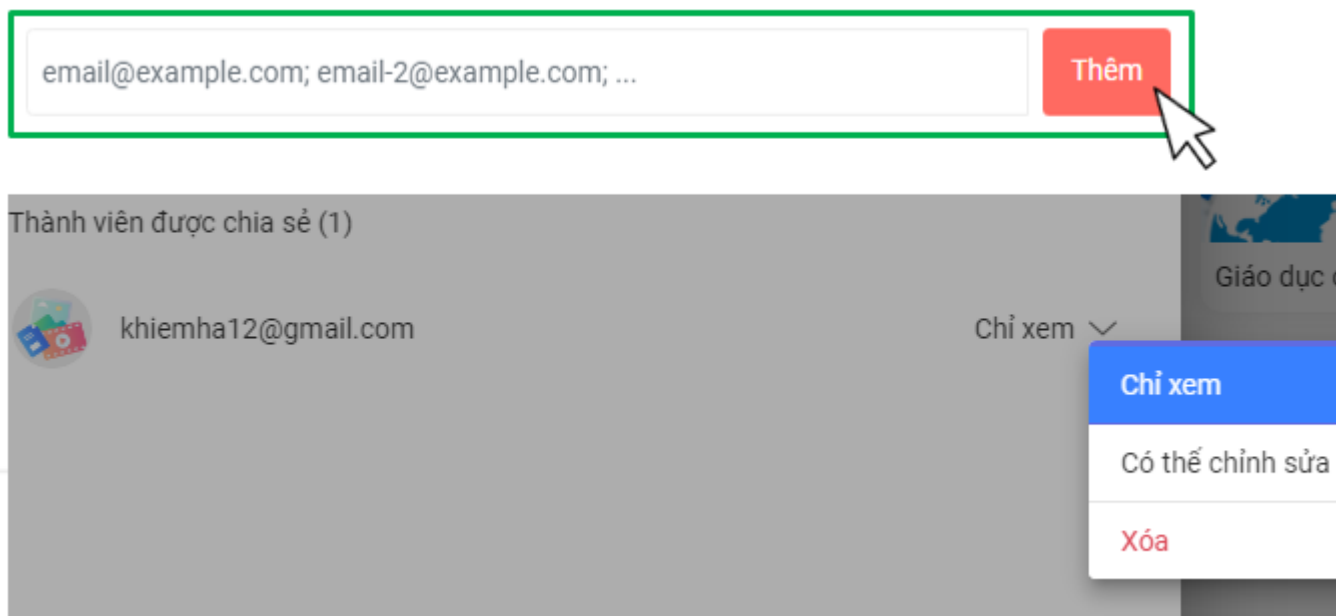 email@example.com; email-2@example.com; ...
Thêm
Thành viên được chia sẻ (1)
Giáo dục
khiemha12@gmail.com
Chỉ xem
Chỉ xem
Có thể chỉnh sửa
Xóa